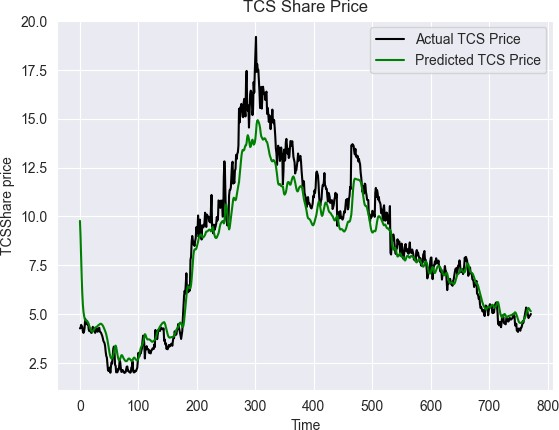 TCS Share Price
Actual TCS Price
Predicted TCS Price
TCSShare price
20.0
17.5
15.0
12.5
10.0
7.5
5.0
2.5
0 100 200 300 400 500 600 700 800
Time